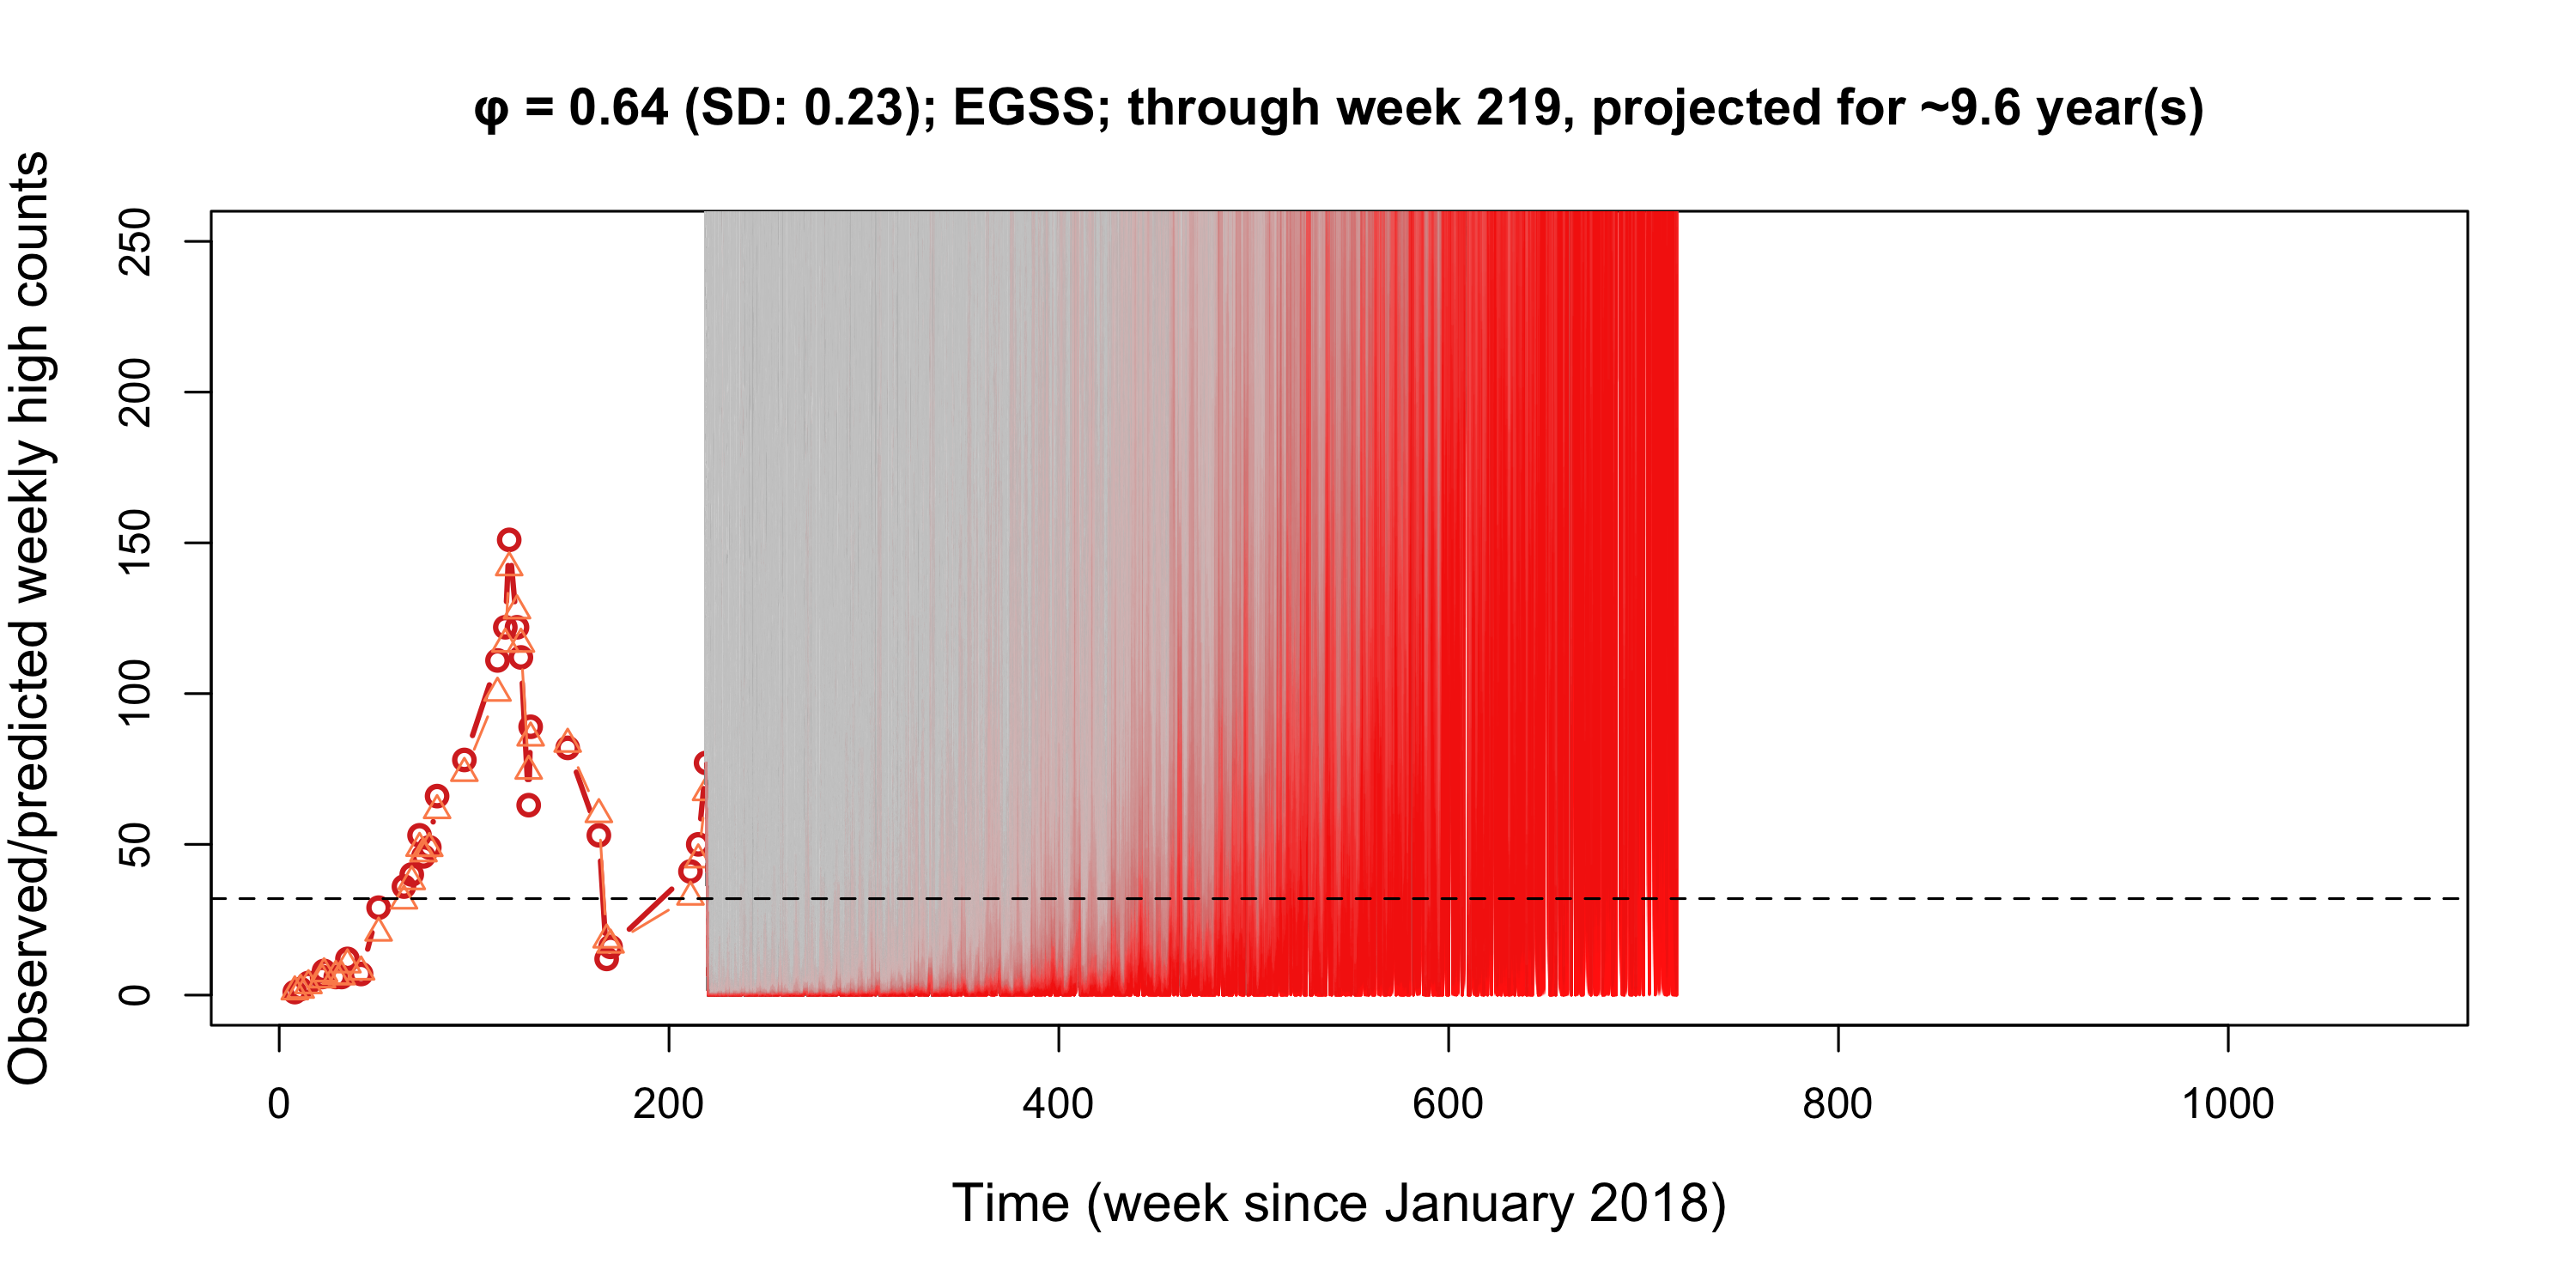 φ = 0.64 (SD: 0.23); EGSS; through week 219, projected for ~9.6 year(s)
Observed/predicted weekly high counts
250
200
150
100
50
0
0 200 400 600 800 1000
Time (week since January 2018)